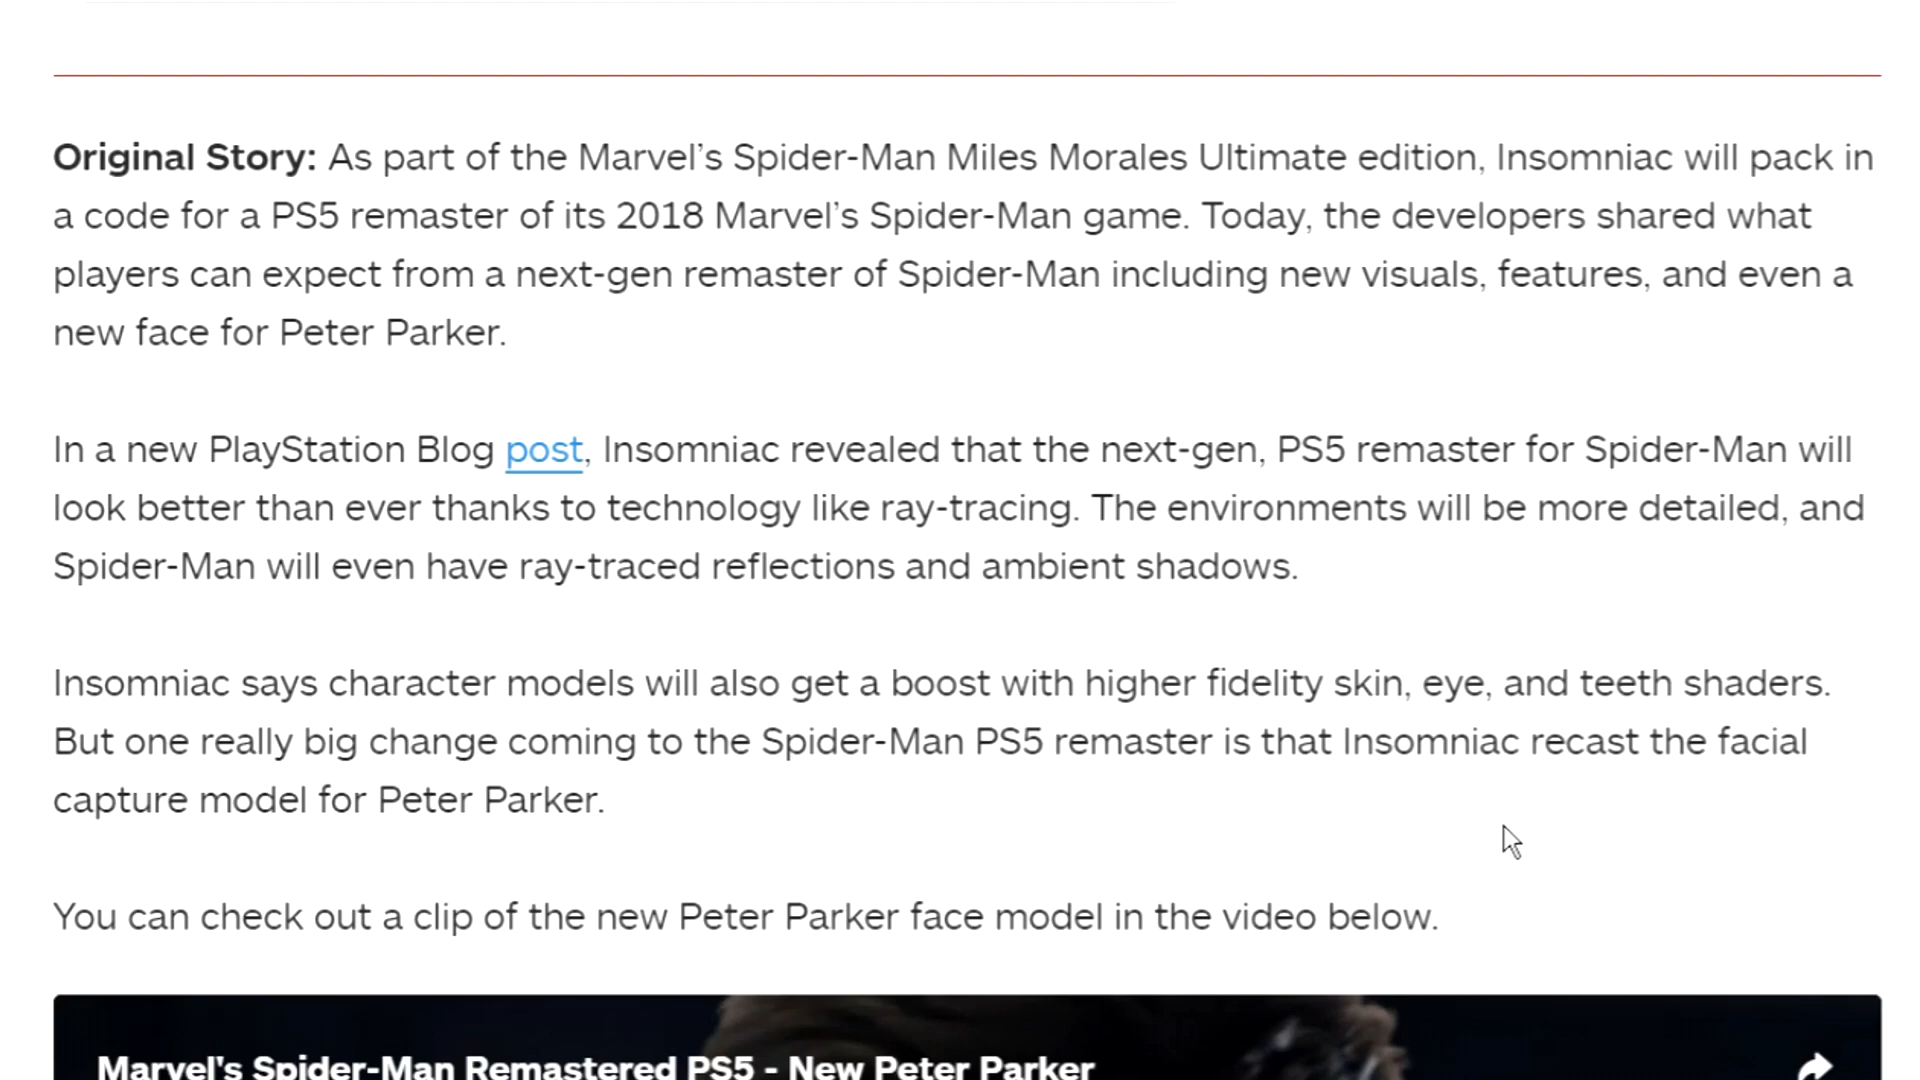 Original Story: As part of the Marvel’s Spider-Man Miles Morales Ultimate edition, Insomniac will pack in
a code for a PS5 remaster of its 2018 Marvel’s Spider-Man game. Today, the developers shared what
players can expect from a next-gen remaster of Spider-Man including new visuals, features, and even a
new face for Peter Parker.
In a new PlayStation Blog post, Insomniac revealed that the next-gen, PS5 remaster for Spider-Man will
look better than ever thanks to technology like ray-tracing. The environments will be more detailed, and
Spider-Man will even have ray-traced reflections and ambient shadows.
Insomniac says character models will also get a boost with higher fidelity skin, eye, and teeth shaders.
But one really big change coming to the Spider-Man PS5 remaster is that Insomniac recast the facial
capture model for Peter Parker.
You can check out a clip of the new Peter Parker face model in the video below.
Marvel's Spider-Man Remastered PS5 - New Peter Parker